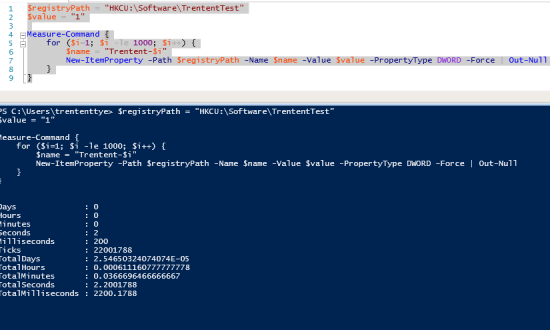 1 $registryPath = "HKCU:\Software\TrententTest"
2 $value = "1"
3
4 Measure-Command {
5 for ($i=1; $i -le 1000; $i++) {
6 $name = "Trentent-$i"
7 New-ItemProperty -Path $registryPath -Name $name -Value $value -PropertyType DWORD -Force | Out-Null
8 }
9 }
PS C:\Users\trententtye> $registryPath = "HKCU:\Software\TrententTest"
$value = "1"
Measure-Command {
for ($i=1; $i -le 1000; $i++) {
$name = "Trentent-$i"
New-ItemProperty -Path $registryPath -Name $name -Value $value -PropertyType DWORD -Force | Out-Null
}
}
Days : 0
Hours : 0
Minutes : 0
Seconds : 2
Milliseconds : 200
Ticks : 22001788
TotalDays : 2.54650324074074E-05
TotalHours : 0.000611160777777778
TotalMinutes : 0.0366696466666667
TotalSeconds : 2.2001788
TotalMilliseconds : 2200.1788